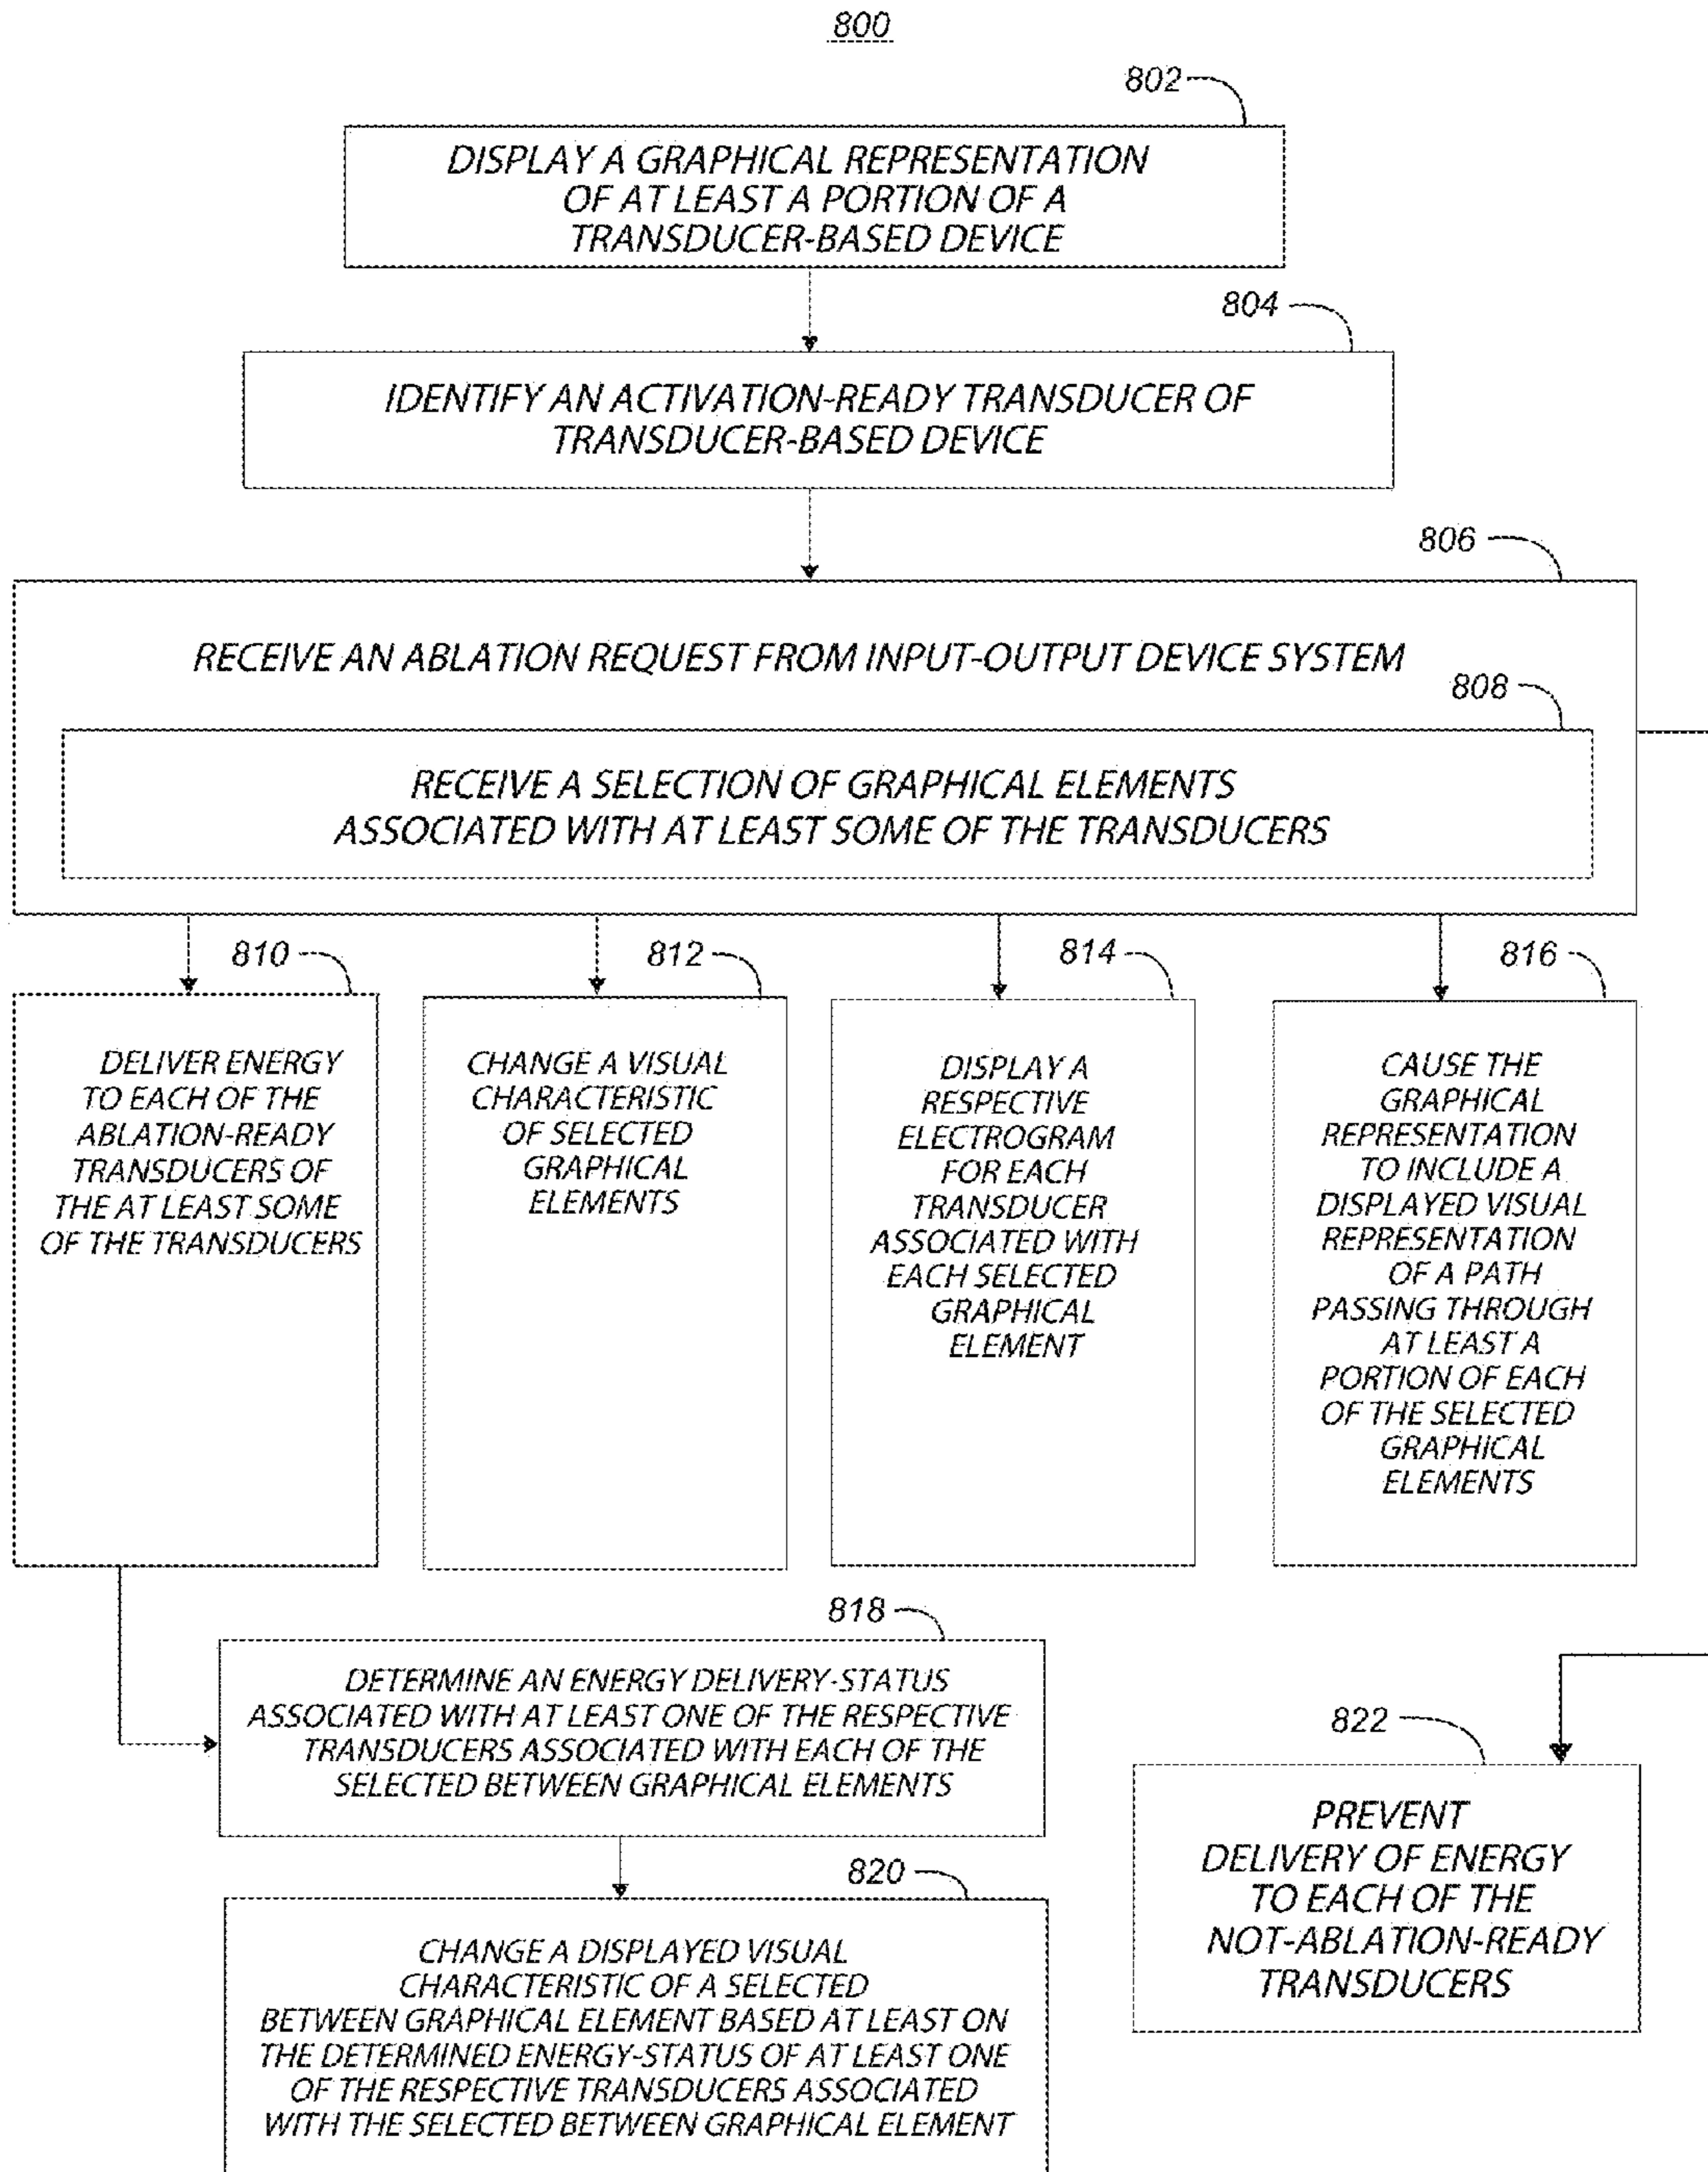 800
802
DISPLAY A GRAPHICAL REPRESENTATION
OF AT LEAST A PORTION OF A
TRANSDUCER-BASED DEVICE
804
IDENTIFY AN ACTIVATION-READY TRANSDUCER OF
TRANSDUCER-BASED DEVICE
806
RECEIVE AN ABLATION REQUEST FROM INPUT-OUTPUT DEVICE SYSTEM
808
RECEIVE A SELECTION OF GRAPHICAL ELEMENTS
ASSOCIATED WITH AT LEAST SOME OF THE TRANSDUCERS
810
DELIVER ENERGY
TO EACH OF THE
ABLATION-READY
TRANSDUCERS OF
THE AT LEAST SOME
OF THE TRANSDUCERS
812
CHANGE A VISUAL
CHARACTERISTIC
OF SELECTED
GRAPHICAL
ELEMENTS
814
DISPLAY A
RESPECTIVE
ELECTROGRAM
FOR EACH
TRANSDUCER
ASSOCIATED WITH
EACH SELECTED
GRAPHICAL
ELEMENT
816
CAUSE THE
GRAPHICAL
REPRESENTATION
TO INCLUDE A
DISPLAYED VISUAL
REPRESENTATION
OF A PATH
PASSING THROUGH
AT LEAST A
PORTION OF EACH
OF THE SELECTED
GRAPHICAL
ELEMENTS
818
DETERMINE AN ENERGY DELIVERY-STATUS
ASSOCIATED WITH AT LEAST ONE OF THE RESPECTIVE
TRANSDUCERS ASSOCIATED WITH EACH OF THE
SELECTED BETWEEN GRAPHICAL ELEMENTS
820
CHANGE A DISPLAYED VISUAL
CHARACTERISTIC OF A SELECTED
BETWEEN GRAPHICAL ELEMENT BASED AT LEAST ON
THE DETERMINED ENERGY-STATUS OF AT LEAST ONE
OF THE RESPECTIVE TRANSDUCERS ASSOCIATED
WITH THE SELECTED BETWEEN GRAPHICAL ELEMENT
822
PREVENT
DELIVERY OF ENERGY
TO EACH OF THE
NOT-ABLATION-READY
TRANSDUCERS